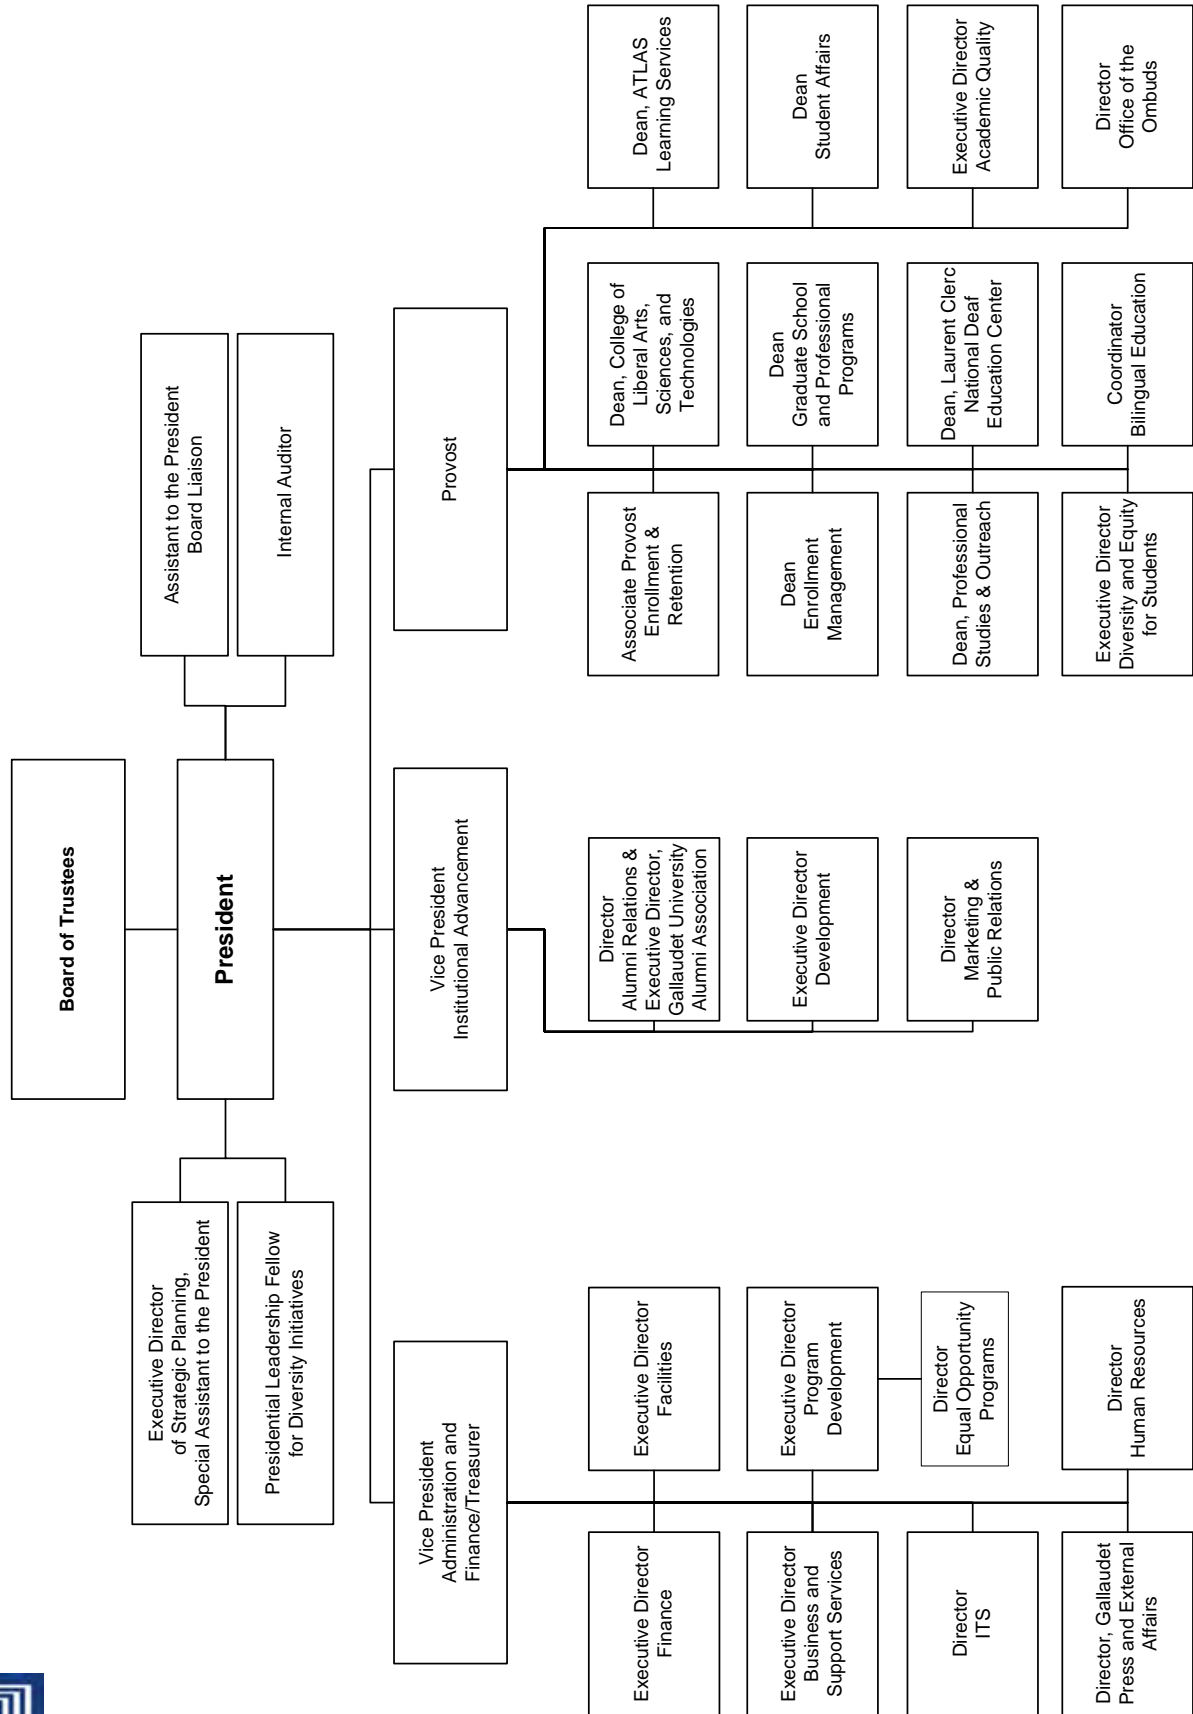 Board of Trustees
President
Executive Director
of Strategic Planning,
Special Assistant to the President
Presidential Leadership Fellow
for Diversity Initiatives
Assistant to the President
Board Liaison
Internal Auditor
Vice President
Administration and
Finance/Treasurer
Vice President
Institutional Advancement
Provost
Executive Director
Finance
Executive Director
Facilities
Executive Director
Business and
Support Services
Executive Director
Program
Development
Director
ITS
Director
Equal Opportunity
Programs
Director, Gallaudet
Press and External
Affairs
Director
Human Resources
Director
Alumni Relations &
Executive Director,
Gallaudet University
Alumni Association
Executive Director
Development
Director
Marketing &
Public Relations
Associate Provost
Enrollment &
Retention
Dean, College of
Liberal Arts,
Sciences, and
Technologies
Dean, ATLAS
Learning Services
Dean
Enrollment
Management
Dean
Graduate School
and Professional
Programs
Dean
Student Affairs
Dean, Professional
Studies & Outreach
Dean, Laurent Clerc
National Deaf
Education Center
Executive Director
Academic Quality
Executive Director
Diversity and Equity
for Students
Coordinator
Bilingual Education
Director
Office of the
Ombuds